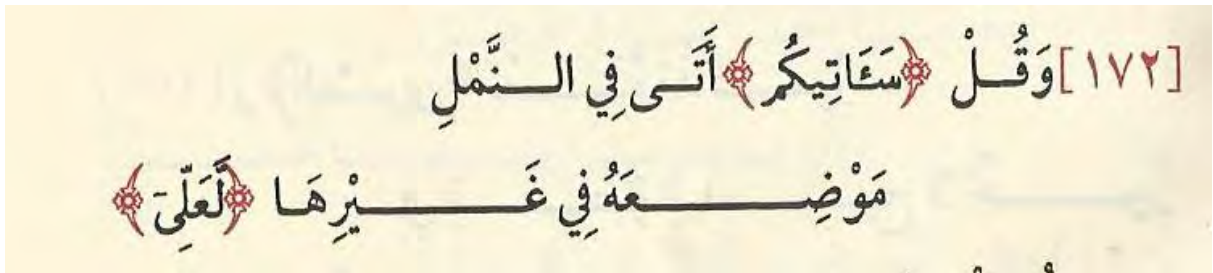 [١٧٢] وَقُلْ ﴿سَـَٔاتِيكُم﴾ أَتَى فِي النَّمْلِ
مَوْضِعَهُ فِي غَيْرِهَا ﴿لَّعَلِّىٓ﴾